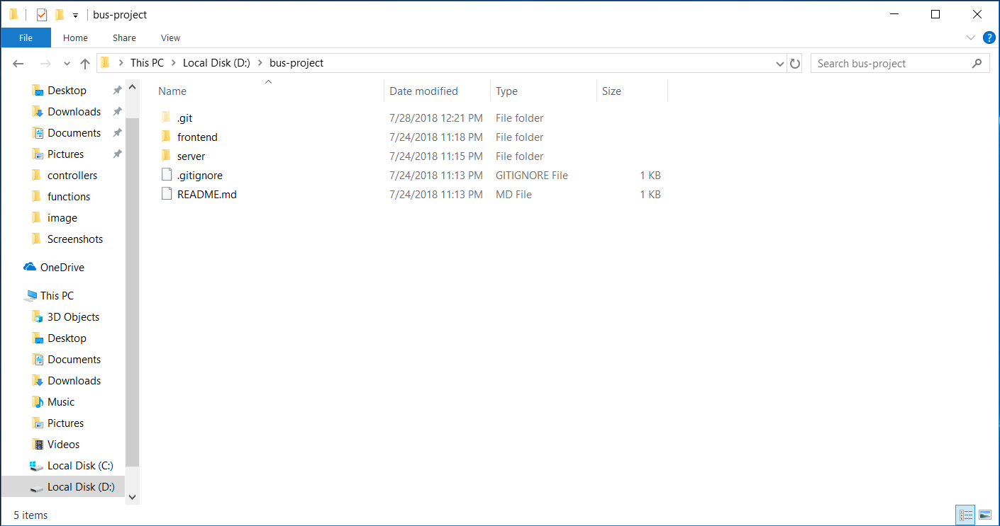 bus-project
File Home Share View ?
This PC Local Disk (D:) bus-project Search bus-project
Desktop
Downloads
Documents
Pictures
controllers
functions
image
Screenshots
OneDrive
This PC
3D Objects
Desktop
Documents
Downloads
Music
Pictures
Videos
Local Disk (C:)
Local Disk (D:)
Name Date modified Type Size
.git 7/28/2018 12:21 PM File folder
frontend 7/24/2018 11:18 PM File folder
server 7/24/2018 11:15 PM File folder
.gitignore 7/24/2018 11:13 PM GITIGNORE File 1 KB
README.md 7/24/2018 11:13 PM MD File 1 KB
5 items